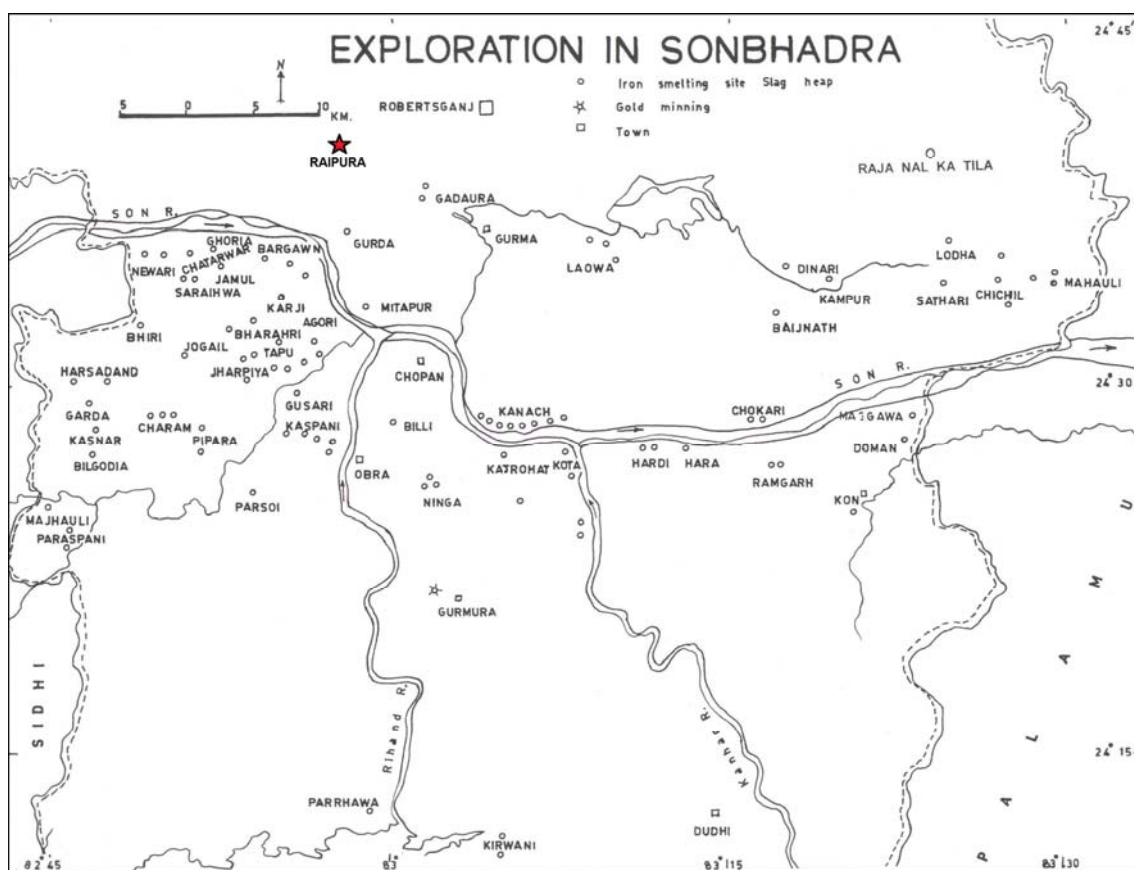 EXPLORATION IN SONBHADRA
24° 45'
N
5 0 5 10
KM.
ROBERTSGANJ
Iron smelting site Slag heap
Gold minning
Town
RAIPURA
RAJA NAL KA TILA
GADAURA
SON R.
GURDA
GURMA
GHORIA
BARGAWN
CHATARWAR
NEWARI
JAMUL
SARAIHWA
LAOWA
DINARI
KAMPUR
LODHA
SATHARI
CHICHIL
MAHAULI
KARJI
MITAPUR
BAIJNATH
AGORI
BHIRI
BHARAHRI
JOGAIL
TAPU
JHARPIYA
CHOPAN
HARSADAND
SON R.
24° 30
GUSARI
GARDA
KANACH
CHOKARI
KASNAR
CHARAM
PIPARA
KASPANI
BILLI
DOMAN
BILGODIA
OBRA
KATROHAT
KOTA
HARDI
HARA
RAMGARH
NINGA
KON
PARSOI
MAJHAULI
PARASPANI
GURMURA
SIDHI
Rihand R.
Kanhar R.
PALAMU
24° 15
PARRHAWA
KIRWANI
DUDHI
82° 45
83°
83° 15
83° 30